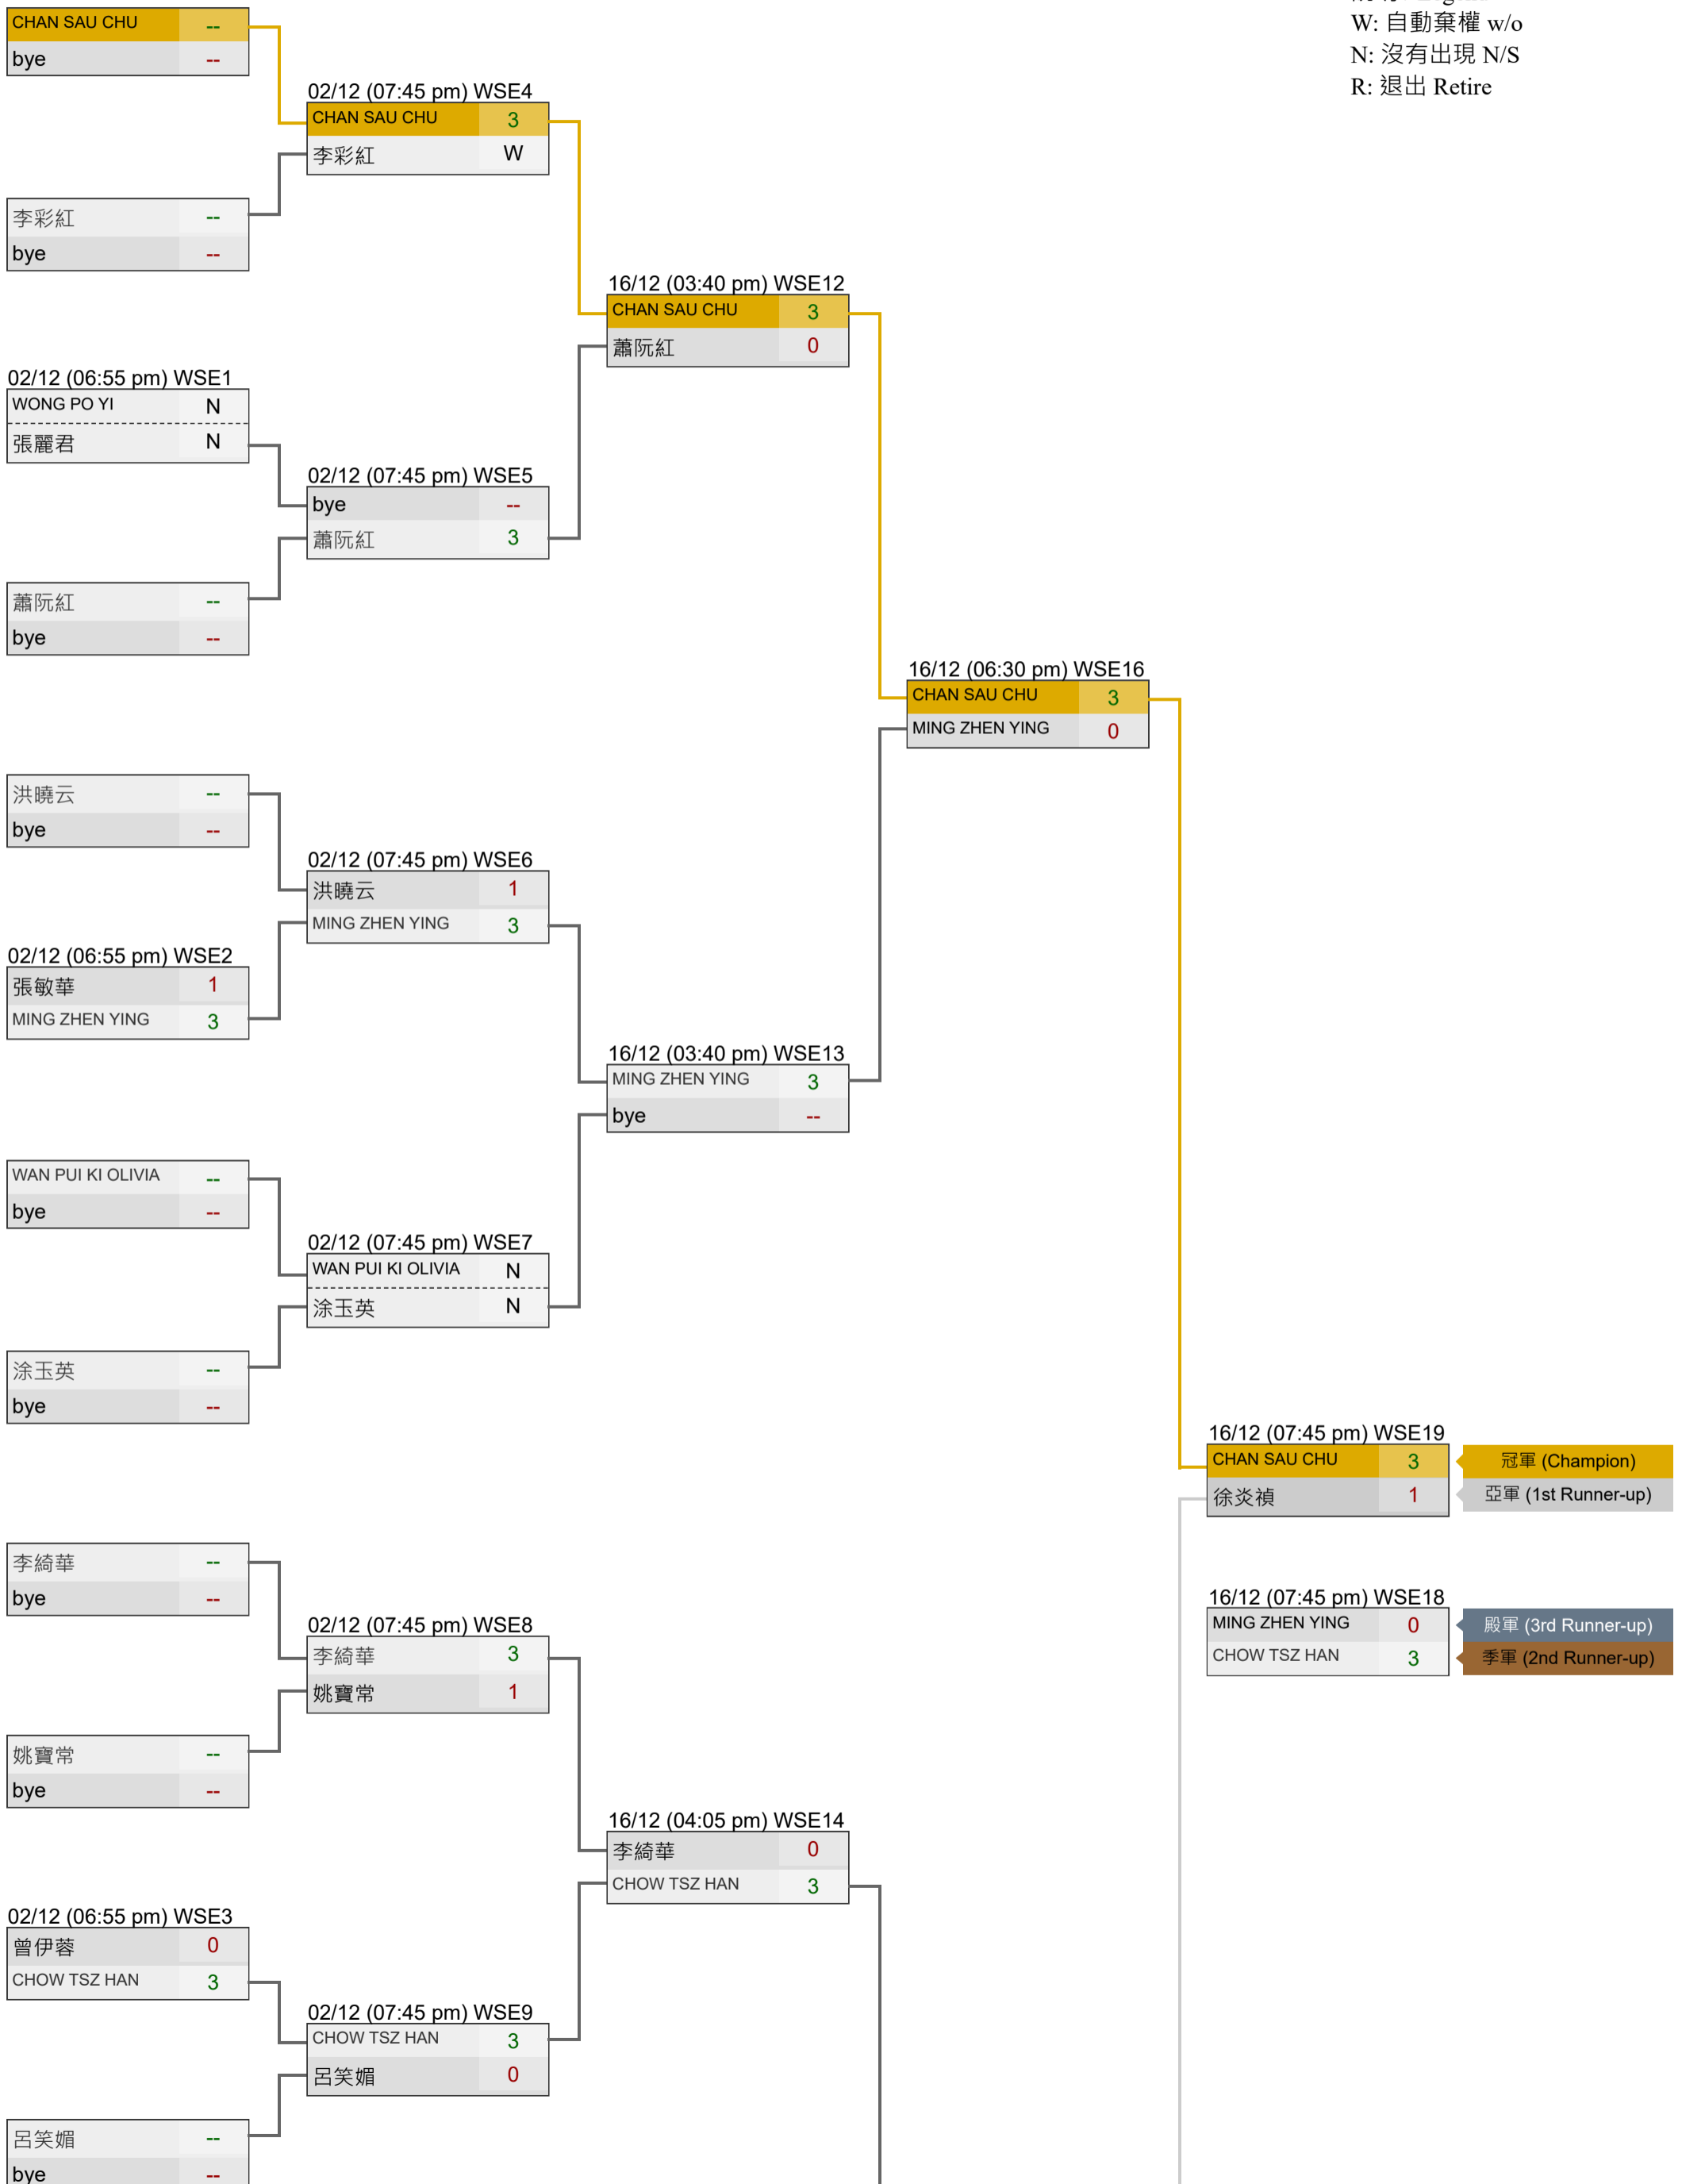 W: 自動棄權 w/o
N: 沒有出現 N/S
R: 退出 Retire
CHAN SAU CHU --
bye --
02/12 (07:45 pm) WSE4
CHAN SAU CHU 3
李彩紅 W
李彩紅 --
bye --
16/12 (03:40 pm) WSE12
CHAN SAU CHU 3
蕭阮紅 0
02/12 (06:55 pm) WSE1
WONG PO YI N
張麗君 N
02/12 (07:45 pm) WSE5
bye --
蕭阮紅 3
蕭阮紅 --
bye --
16/12 (06:30 pm) WSE16
CHAN SAU CHU 3
MING ZHEN YING 0
洪曉云 --
bye --
02/12 (07:45 pm) WSE6
洪曉云 1
MING ZHEN YING 3
02/12 (06:55 pm) WSE2
張敏華 1
MING ZHEN YING 3
16/12 (03:40 pm) WSE13
MING ZHEN YING 3
bye --
WAN PUI KI OLIVIA --
bye --
02/12 (07:45 pm) WSE7
WAN PUI KI OLIVIA N
涂玉英 N
涂玉英 --
bye --
16/12 (07:45 pm) WSE19
CHAN SAU CHU 3 冠軍 (Champion)
徐炎禎 1 亞軍 (1st Runner-up)
李綺華 --
bye --
16/12 (07:45 pm) WSE18
MING ZHEN YING 0 殿軍 (3rd Runner-up)
CHOW TSZ HAN 3 季軍 (2nd Runner-up)
02/12 (07:45 pm) WSE8
李綺華 3
姚寶常 1
姚寶常 --
bye --
16/12 (04:05 pm) WSE14
李綺華 0
CHOW TSZ HAN 3
02/12 (06:55 pm) WSE3
曾伊蓉 0
CHOW TSZ HAN 3
02/12 (07:45 pm) WSE9
CHOW TSZ HAN 3
呂笑媚 0
呂笑媚 --
bye --